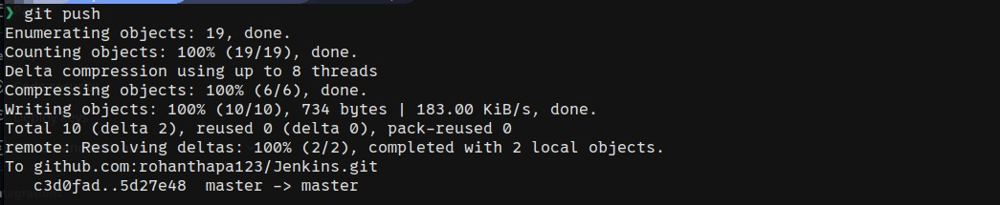 ❯ git push
Enumerating objects: 19, done.
Counting objects: 100% (19/19), done.
Delta compression using up to 8 threads
Compressing objects: 100% (6/6), done.
Writing objects: 100% (10/10), 734 bytes | 183.00 KiB/s, done.
Total 10 (delta 2), reused 0 (delta 0), pack-reused 0
remote: Resolving deltas: 100% (2/2), completed with 2 local objects.
To github.com:rohanthapa123/Jenkins.git
   c3d0fad..5d27e48  master -> master